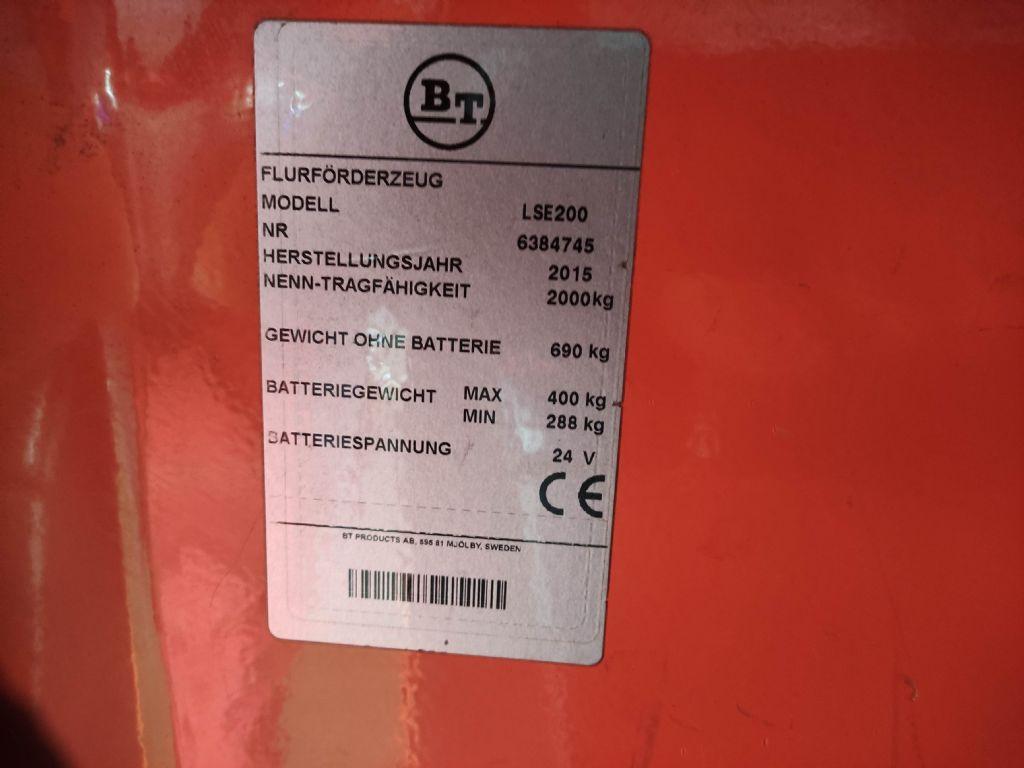 BT
FLURFÖRDERZEUG
MODELL LSE200
NR 6384745
HERSTELLUNGSJAHR 2015
NENN-TRAGFÄHIGKEIT 2000kg
GEWICHT OHNE BATTERIE 690 kg
BATTERIEGEWICHT MAX 400 kg
MIN 288 kg
BATTERIESPANNUNG 24 V
CE
BT PRODUCTS AB, 595 81 MJÖLBY, SWEDEN